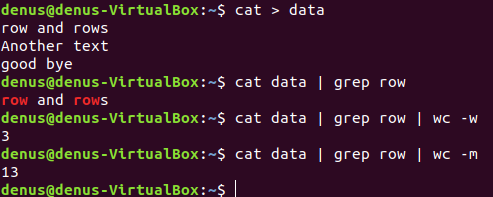 denus@denus-VirtualBox:~$ cat > data
row and rows
Another text
good bye
denus@denus-VirtualBox:~$ cat data | grep row
row and rows
denus@denus-VirtualBox:~$ cat data | grep row | wc -w
3
denus@denus-VirtualBox:~$ cat data | grep row | wc -m
13
denus@denus-VirtualBox:~$